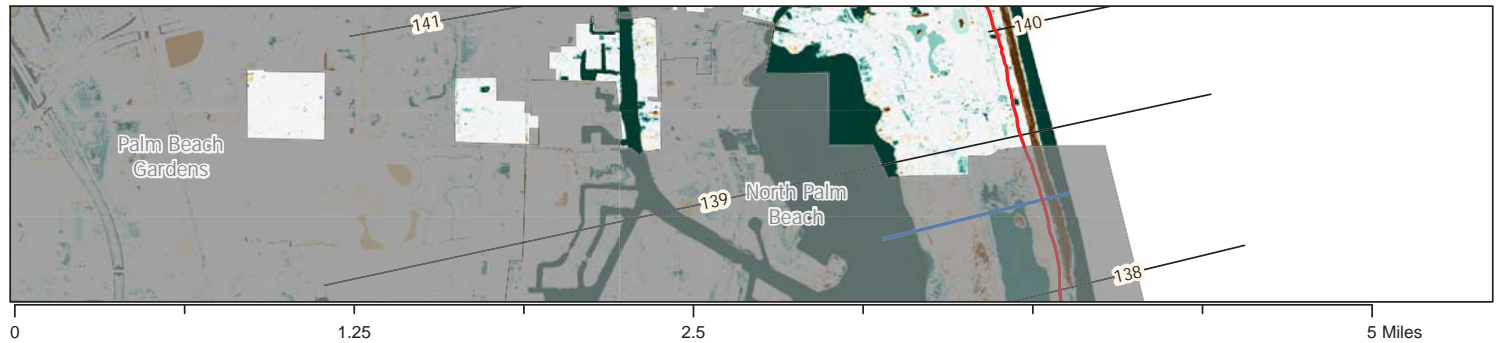 141
140
Palm Beach
Gardens
139
North Palm
Beach
138
0
1.25
2.5
5 Miles